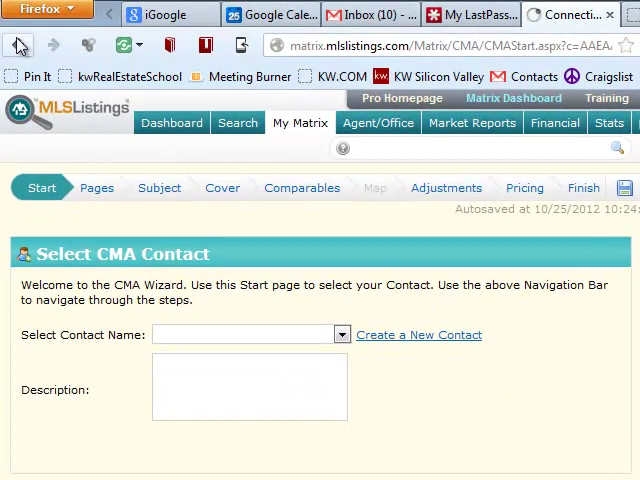 Firefox
iGoogle
25 Google Cale...
Inbox (10) - ...
My LastPass...
Connecti...
matrix.mlslistings.com/Matrix/CMA/CMAStart.aspx?c=AAEAA
Pin It
kwRealEstateSchool
Meeting Burner
KW.COM
kw. KW Silicon Valley
Contacts
Craigslist
MLSListings
Pro Homepage
Matrix Dashboard
Training
Dashboard
Search
My Matrix
Agent/Office
Market Reports
Financial
Stats
Start
Pages
Subject
Cover
Comparables
Map
Adjustments
Pricing
Finish
Autosaved at 10/25/2012 10:24:
Select CMA Contact
Welcome to the CMA Wizard. Use this Start page to select your Contact. Use the above Navigation Bar
to navigate through the steps.
Select Contact Name:
Create a New Contact
Description: